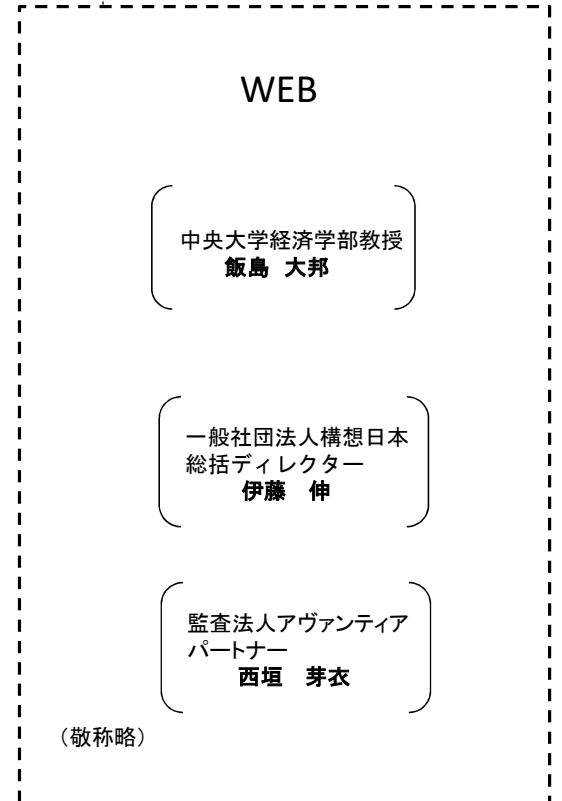 WEB
中央大学経済学部教授
飯島 大邦
一般社団法人構想日本
総括ディレクター
伊藤 伸
監査法人アヴァンティア
パートナー
西垣 芽衣
（敬称略）